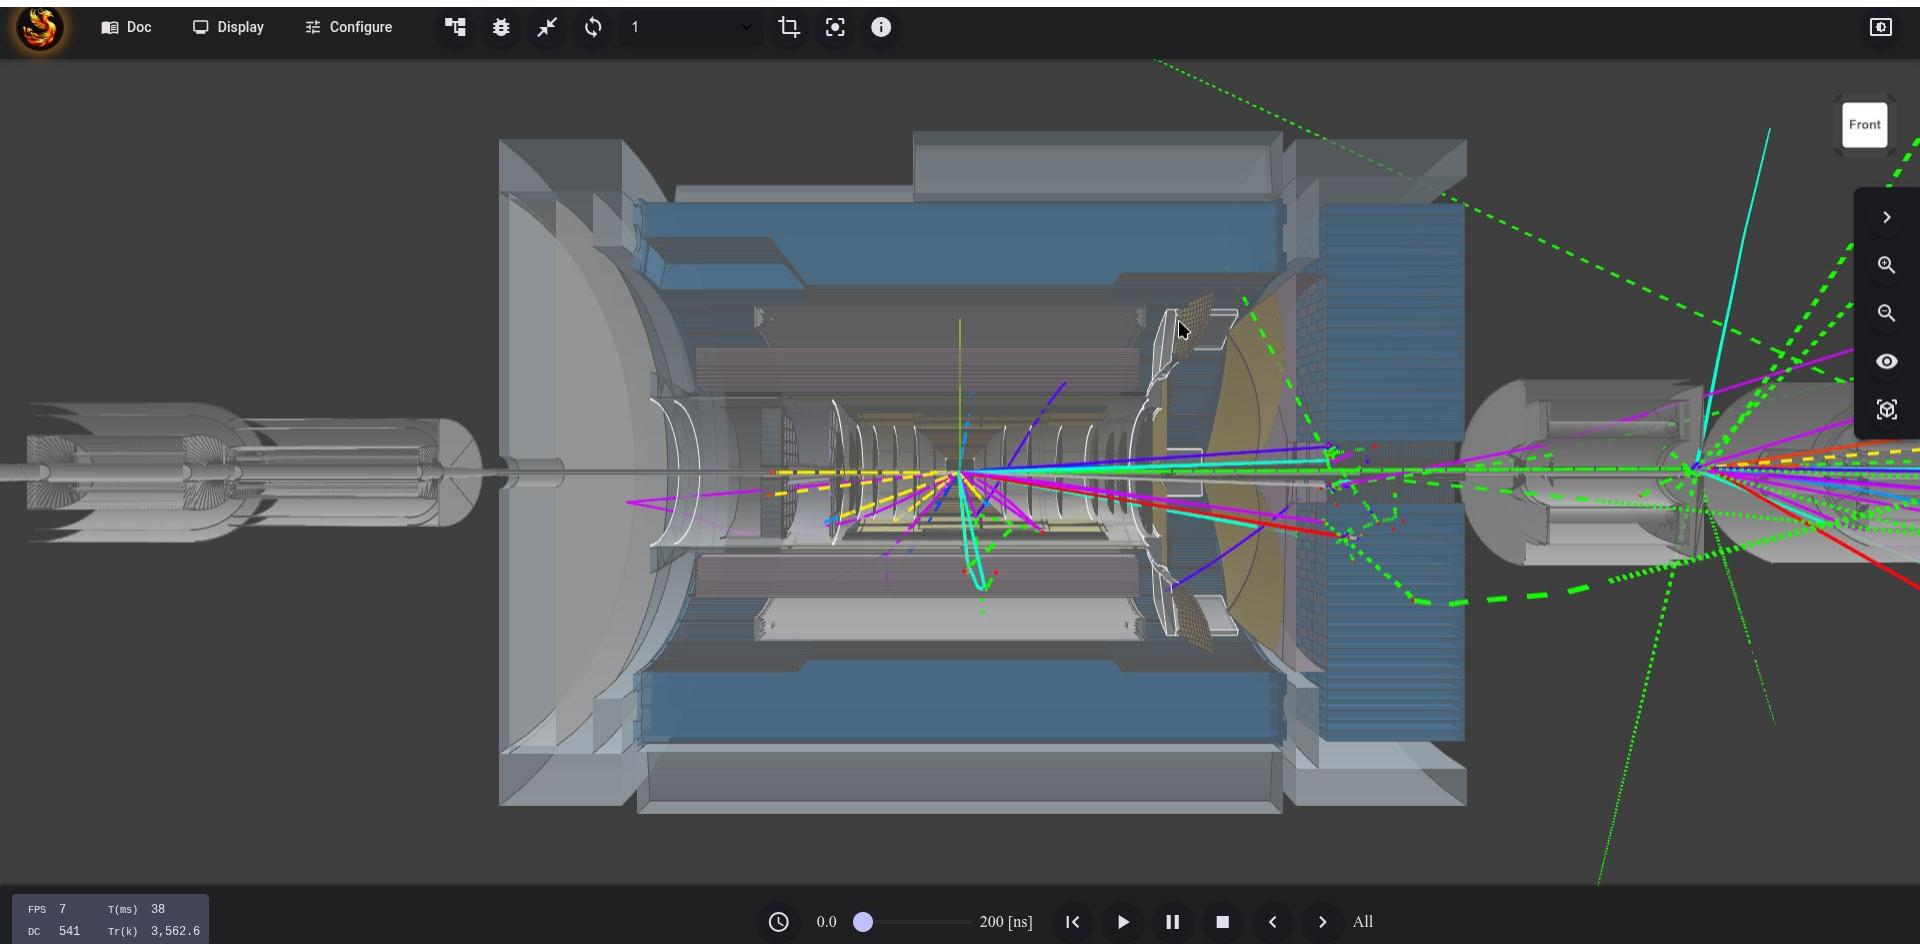 Doc Display Configure 1
Front
FPS 7 T(ms) 38
DC 541 Tr(k) 3,562.6
0.0 200 [ns] All